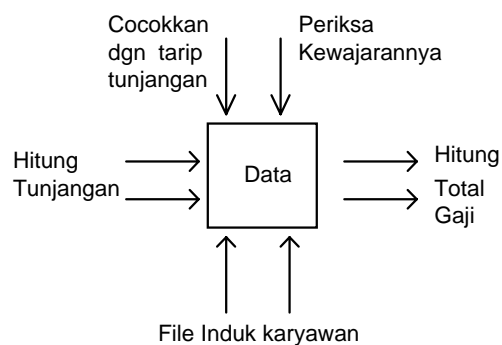 Cocokkan
dgn tarip
tunjangan
Periksa
Kewajarannya
Hitung
Tunjangan
Data
Hitung
Total
Gaji
File Induk karyawan